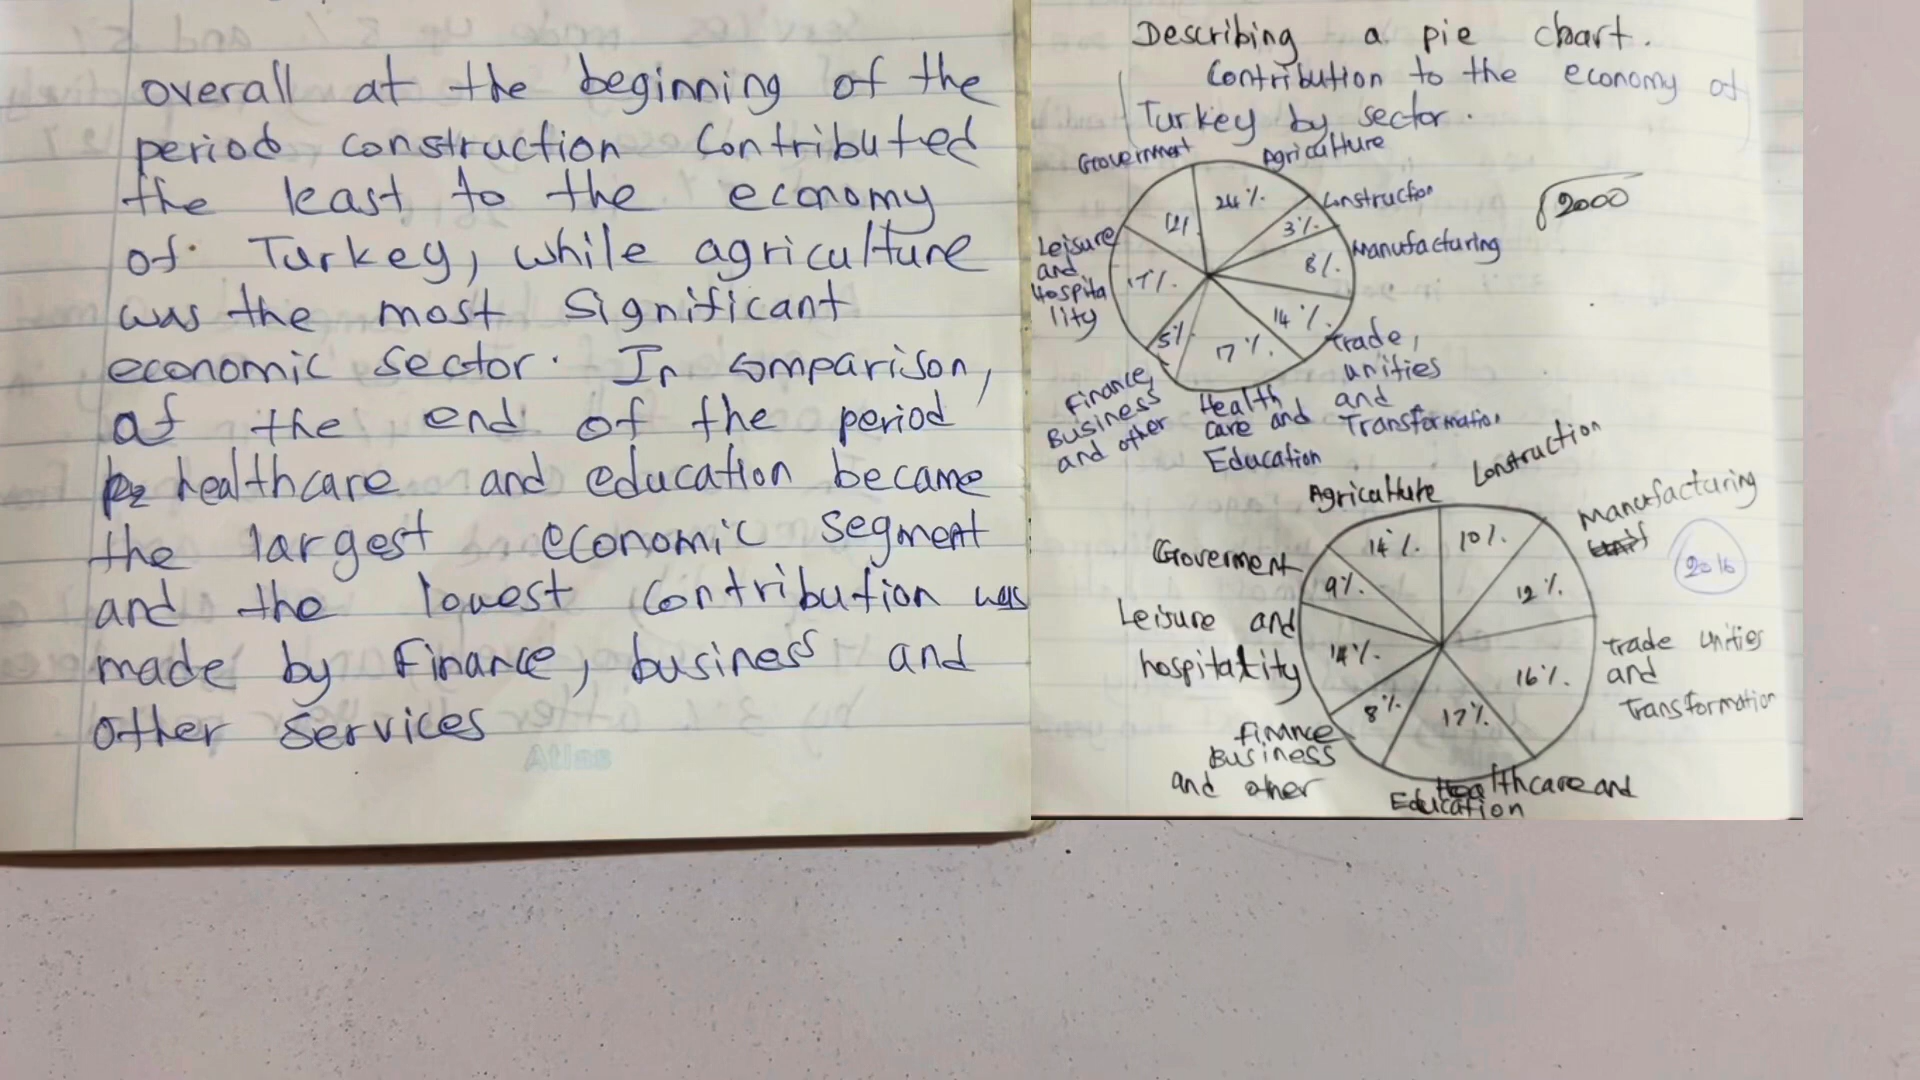 overall at the beginning of the
period construction contributed
the least to the economy
of Turkey, while agriculture
was the most significant
economic sector. In comparison,
at the end of the period
healthcare and education became
the largest economic segment
and the lowest contribution was
made by Finance, business and
other services
Describing a pie chart.
Contribution to the economy of
Turkey by sector.
Government
Agriculture
Construction
24%
3%
2000
Leisure
and
Hospita
lity
Manufacturing
8%
17%
14%
5%
17%
Trade,
unities
and
Transformation
Finance,
Business
and other
Health
care and
Education
Agriculture
Construction
Manufacturing
14%
10%
2016
Goverment
9%
12%
Leisure and
hospitality
14%
Trade Unities
and
Transformation
16%
8%
17%
Finance
Business
and other
Healthcare and
Education